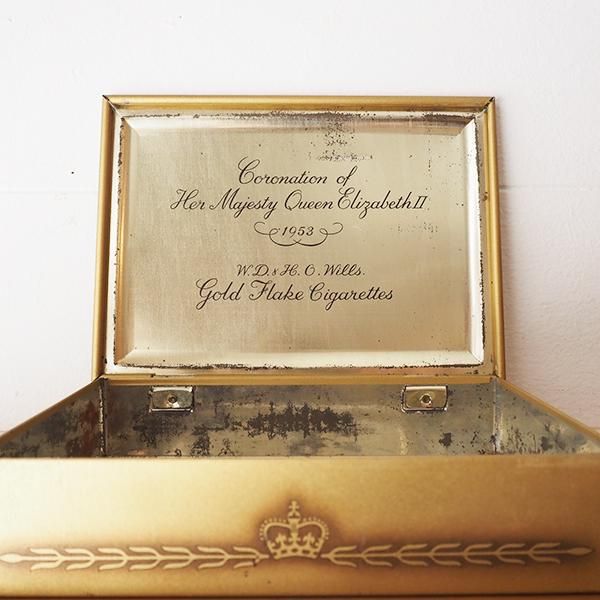 Coronation of
Her Majesty Queen Elizabeth II.
1953
W.D. & H.O. Wills.
Gold Flake Cigarettes